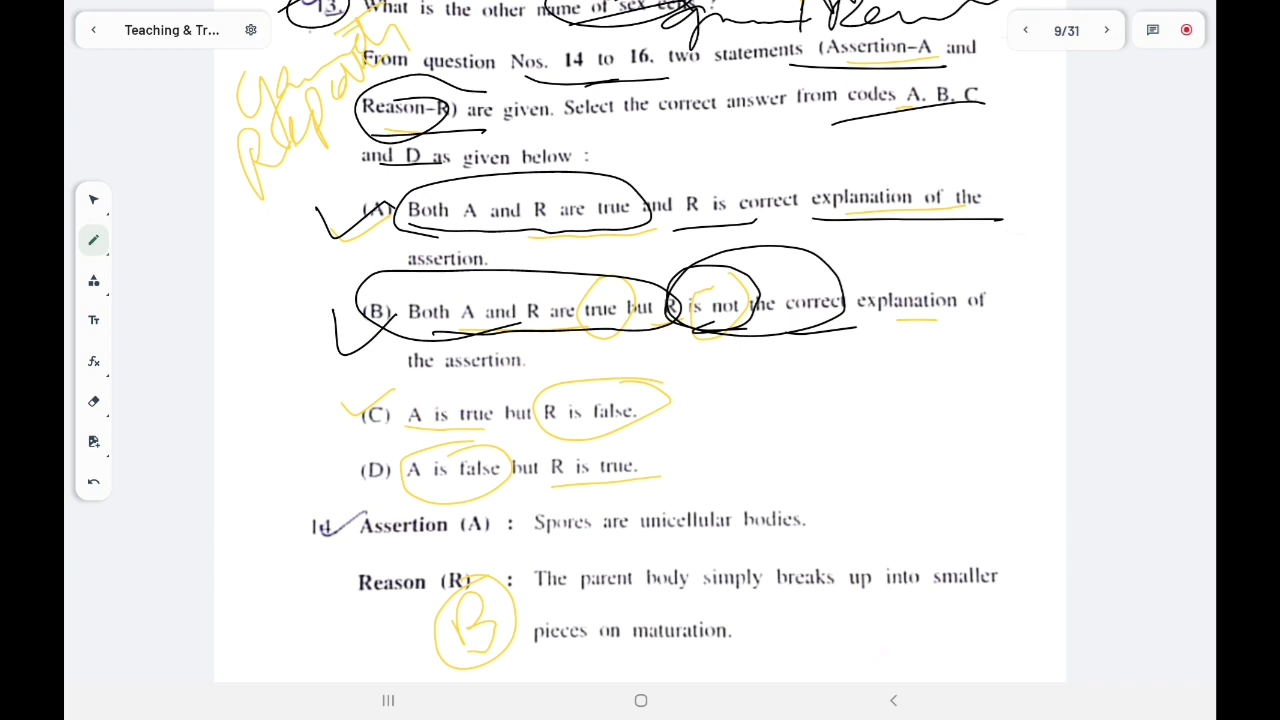 Teaching & Tr...
9/31
13. What is the other name of sex cells?
From question Nos. 14 to 16, two statements (Assertion–A and
Reason–R) are given. Select the correct answer from codes A, B, C
and D as given below :
(A) Both A and R are true and R is correct explanation of the
assertion.
(B) Both A and R are true but R is not the correct explanation of
the assertion.
(C) A is true but R is false.
(D) A is false but R is true.
14. Assertion (A) : Spores are unicellular bodies.
Reason (R) : The parent body simply breaks up into smaller
pieces on maturation.
B
Tr
fx